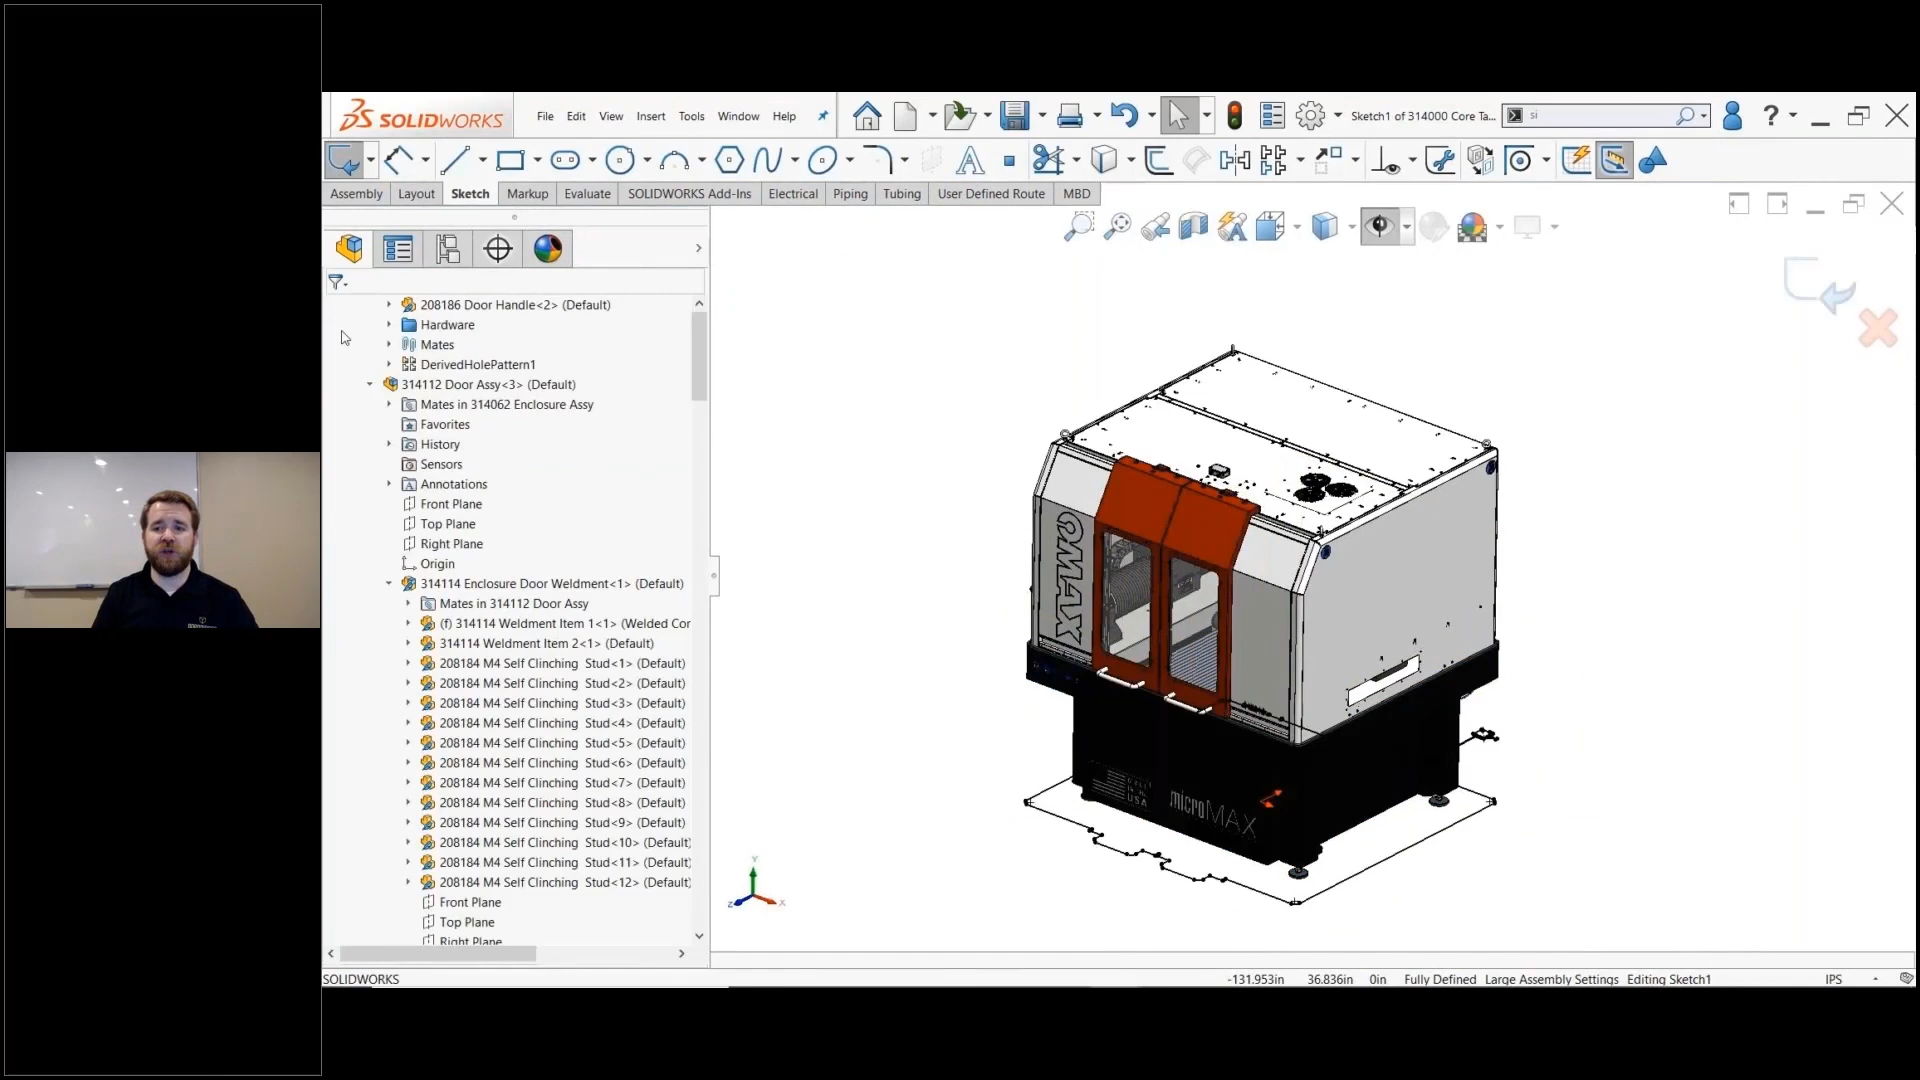 SOLIDWORKS File Edit View Insert Tools Window Help Sketch1 of 314000 Core Ta... si
Assembly Layout Sketch Markup Evaluate SOLIDWORKS Add-Ins Electrical Piping Tubing User Defined Route MBD
208186 Door Handle<2> (Default)
Hardware
Mates
DerivedHolePattern1
314112 Door Assy<3> (Default)
Mates in 314062 Enclosure Assy
Favorites
History
Sensors
Annotations
Front Plane
Top Plane
Right Plane
Origin
314114 Enclosure Door Weldment<1> (Default)
Mates in 314112 Door Assy
(f) 314114 Weldment Item 1<1> (Welded Cor
314114 Weldment Item 2<1> (Default)
208184 M4 Self Clinching Stud<1> (Default)
208184 M4 Self Clinching Stud<2> (Default)
208184 M4 Self Clinching Stud<3> (Default)
208184 M4 Self Clinching Stud<4> (Default)
208184 M4 Self Clinching Stud<5> (Default)
208184 M4 Self Clinching Stud<6> (Default)
208184 M4 Self Clinching Stud<7> (Default)
208184 M4 Self Clinching Stud<8> (Default)
208184 M4 Self Clinching Stud<9> (Default)
208184 M4 Self Clinching Stud<10> (Default)
208184 M4 Self Clinching Stud<11> (Default)
208184 M4 Self Clinching Stud<12> (Default)
Front Plane
Top Plane
Right Plane
OMAX
USA
microMAX
Y
Z
X
SOLIDWORKS -131.953in 36.836in 0in Fully Defined Large Assembly Settings Editing Sketch1 IPS